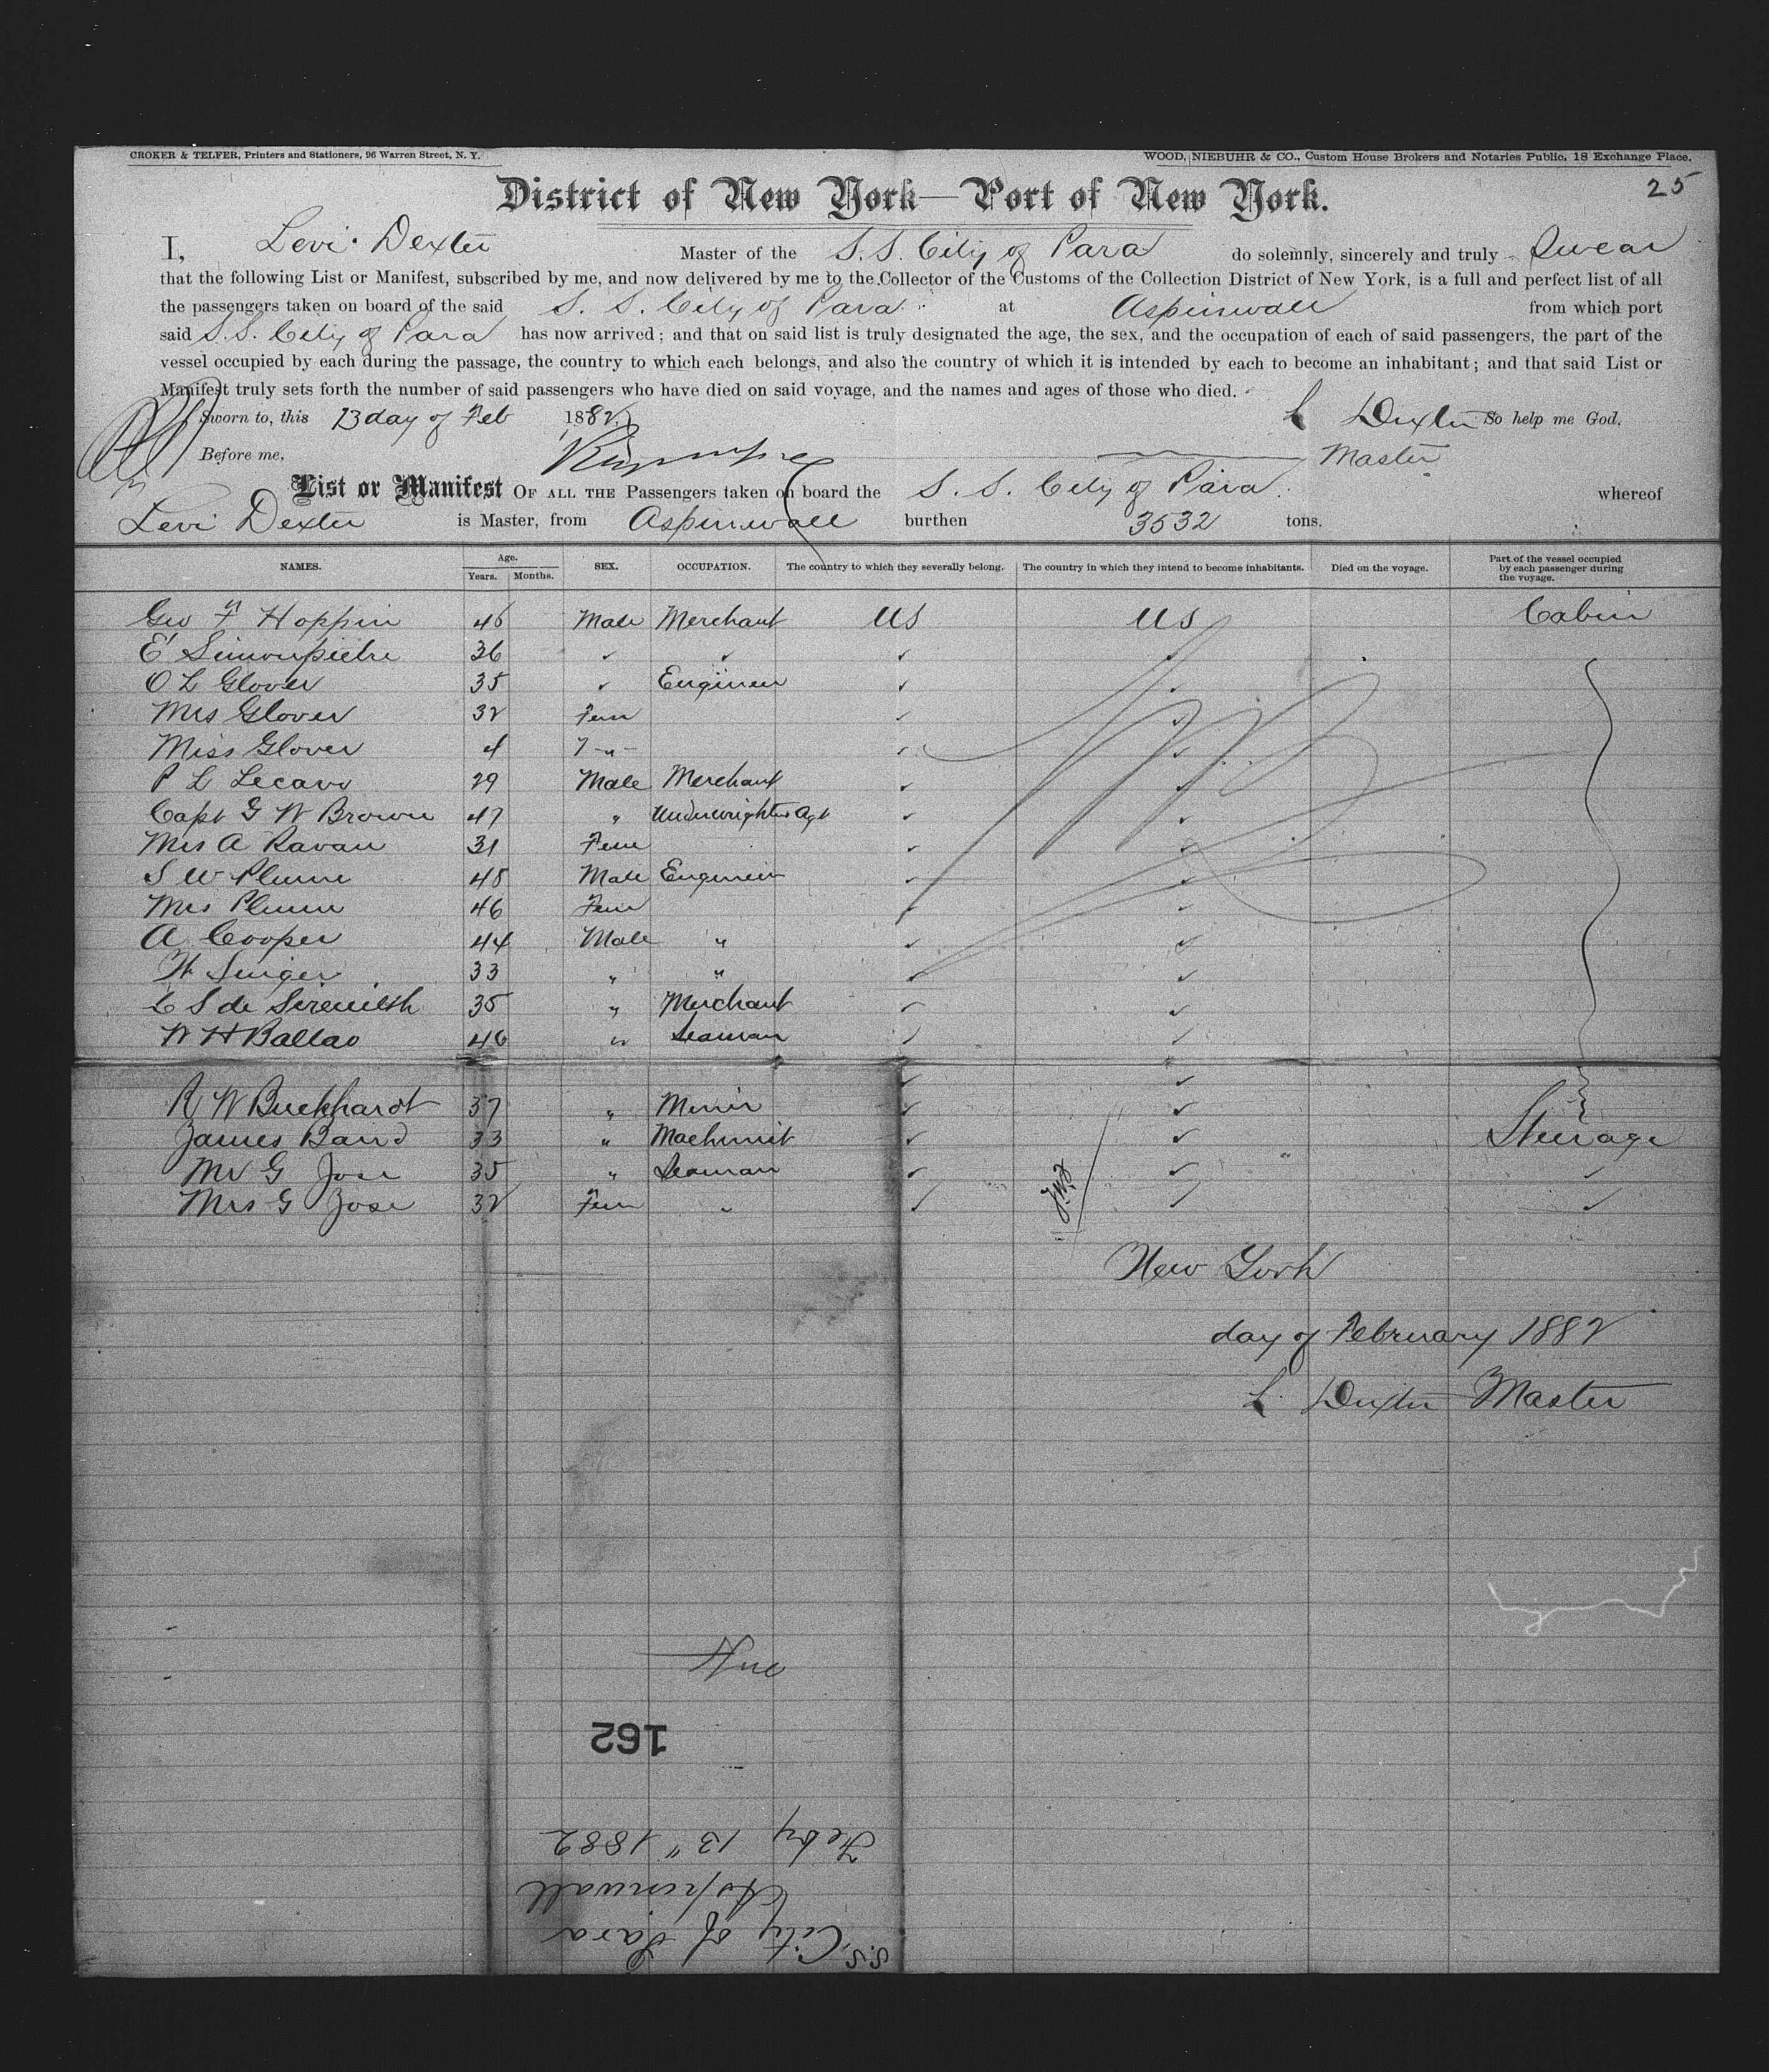 CROKER & TELFER, Printers and Stationers, 96 Warren Street, N. Y.
WOOD, NIEBUHR & CO., Custom House Brokers and Notaries Public, 18 Exchange Place.
25
District of New York—Port of New York.
I, Levi Dexter Master of the S.S. City of Para do solemnly, sincerely and truly Swear
that the following List or Manifest, subscribed by me, and now delivered by me to the Collector of the Customs of the Collection District of New York, is a full and perfect list of all
the passengers taken on board of the said S. S. City of Para at Aspinwall from which port
said S.S. City of Para has now arrived; and that on said list is truly designated the age, the sex, and the occupation of each of said passengers, the part of the
vessel occupied by each during the passage, the country to which each belongs, and also the country of which it is intended by each to become an inhabitant; and that said List or
Manifest truly sets forth the number of said passengers who have died on said voyage, and the names and ages of those who died.
Sworn to, this 13 day of Feb 1882 L Dexter So help me God.
Before me, Master
List or Manifest OF ALL THE Passengers taken on board the S. S. City of Para whereof
Levi Dexter is Master, from Aspinwall burthen 3532 tons.
NAMES. Age. Years. Months. SEX. OCCUPATION. The country to which they severally belong. The country in which they intend to become inhabitants. Died on the voyage. Part of the vessel occupied by each passenger during the voyage.
Geo Hoppin 46 Male Merchant US US Cabin
E 36 ✓ ✓ ✓ ✓
O L Glover 35 ✓ Engineer ✓ ✓
Mrs Glover 32 Fem ✓ ✓
Miss Glover 4 " ✓ ✓
P L 29 Male Merchant ✓ ✓
Capt G W Brown 47 " Underwriters Agt ✓ ✓
Mrs A Ravan 31 Fem ✓ ✓
S W Plume 48 Male Engineer ✓ ✓
Mrs Plume 46 Fem ✓ ✓
A Cooper 44 Male " ✓ ✓
Singer 33 " " ✓ ✓
S de 35 " Merchant ✓ ✓
W H Ballao 46 " Seaman ✓ ✓
R W Buckhardt 37 " Miner ✓ ✓
James Baird 33 " Machinist ✓ ✓ Steerage
Mr G Jose 35 " Seaman ✓ ✓ ✓
Mrs G Jose 32 Fem " ✓ ✓ ✓
New York
day of February 1882
L Dexter Master
162
S.S. City of Para
Aspinwall
Feby 13" 1882